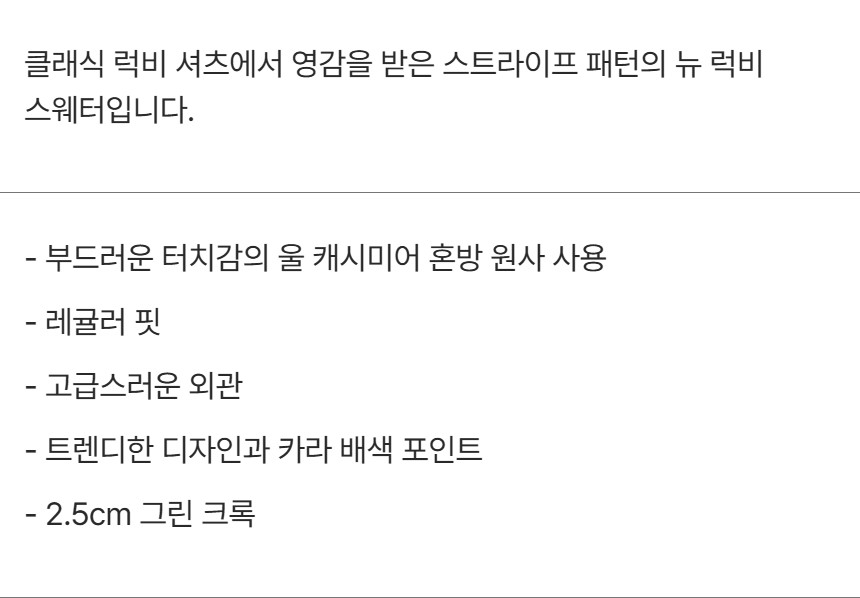 클래식 럭비 셔츠에서 영감을 받은 스트라이프 패턴의 뉴 럭비
스웨터입니다.
- 부드러운 터치감의 울 캐시미어 혼방 원사 사용
- 레귤러 핏
- 고급스러운 외관
- 트렌디한 디자인과 카라 배색 포인트
- 2.5cm 그린 크록